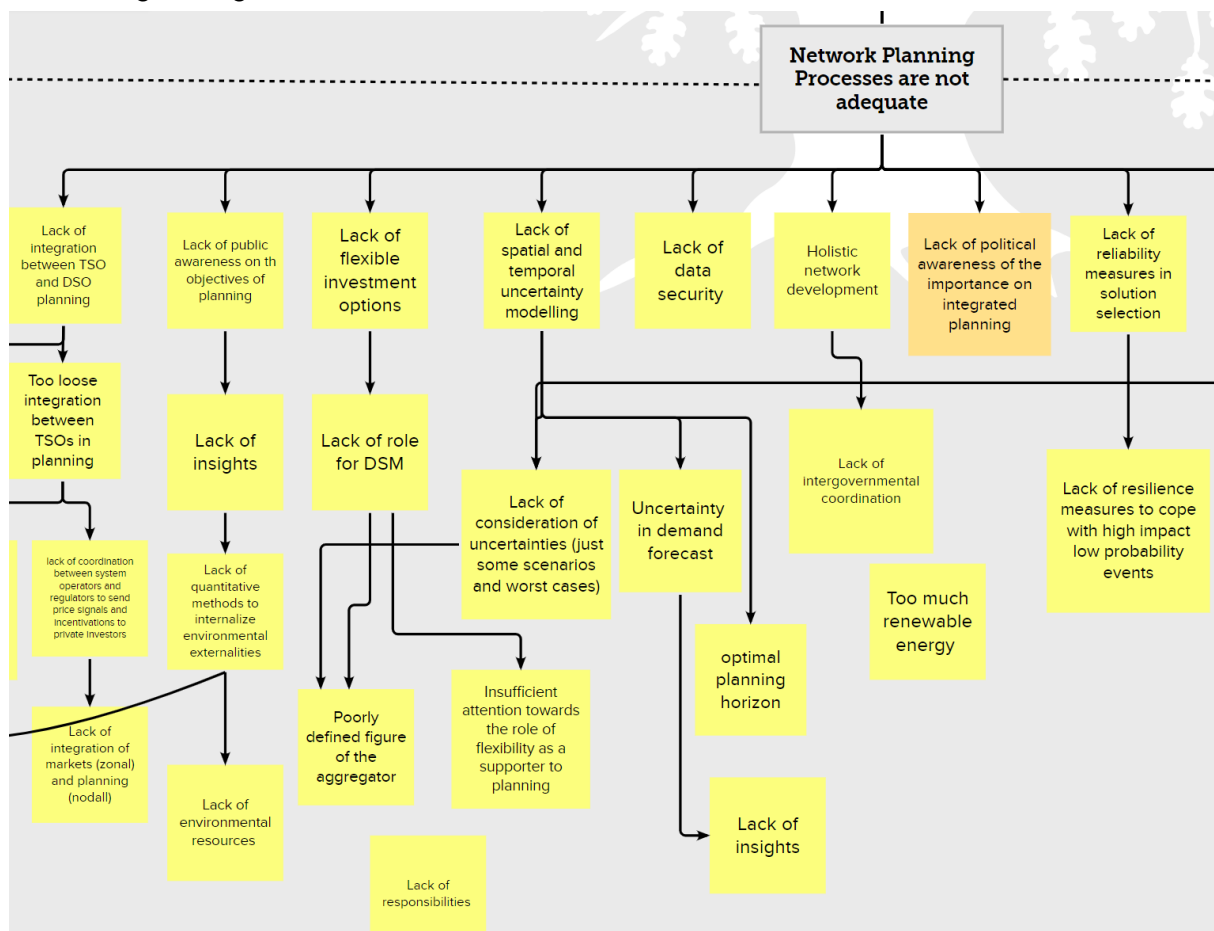 Network Planning
Processes are not
adequate
Lack of
integration
between TSO
and DSO
planning
Lack of public
awareness on th
objectives of
planning
Lack of
flexible
investment
options
Lack of
spatial and
temporal
uncertainty
modelling
Lack of
data
security
Holistic
network
development
Lack of political
awareness of the
importance on
integrated
planning
Lack of
reliability
measures in
solution
selection
Too loose
integration
between
TSOs in
planning
Lack of
insights
Lack of role
for DSM
Lack of
consideration of
uncertainties (just
some scenarios
and worst cases)
Uncertainty
in demand
forecast
Lack of
intergovernmental
coordination
Lack of resilience
measures to cope
with high impact
low probability
events
lack of coordination
between system
operators and
regulators to send
price signals and
incentivations to
private investors
Lack of
quantitative
methods to
internalize
environmental
externalities
Too much
renewable
energy
optimal
planning
horizon
Poorly
defined figure
of the
aggregator
Insufficient
attention towards
the role of
flexibility as a
supporter to
planning
Lack of
integration of
markets (zonal)
and planning
(nodall)
Lack of
environmental
resources
Lack of
insights
Lack of
responsibilities